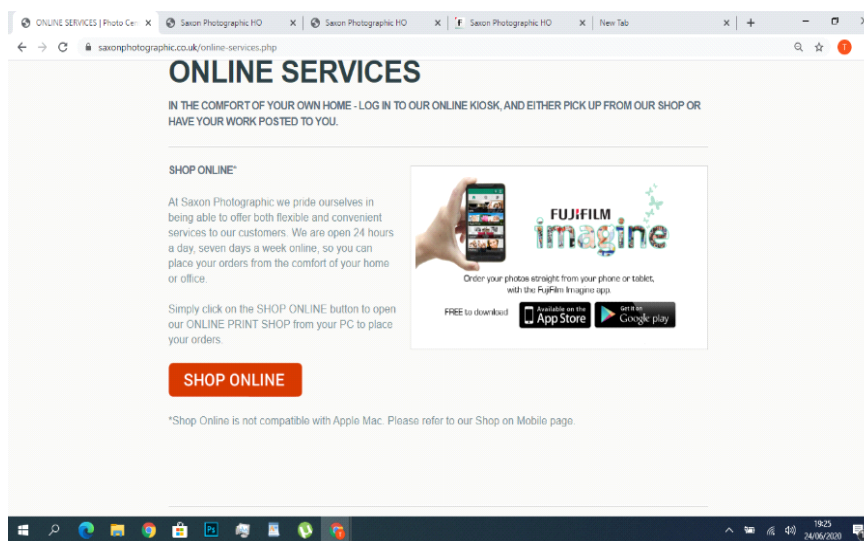 ONLINE SERVICES | Photo Cen
Saxon Photographic HO
Saxon Photographic HO
Saxon Photographic HO
New Tab
saxonphotographic.co.uk/online-services.php
T
ONLINE SERVICES
IN THE COMFORT OF YOUR OWN HOME - LOG IN TO OUR ONLINE KIOSK, AND EITHER PICK UP FROM OUR SHOP OR
HAVE YOUR WORK POSTED TO YOU.
SHOP ONLINE*
At Saxon Photographic we pride ourselves in
being able to offer both flexible and convenient
services to our customers. We are open 24 hours
a day, seven days a week online, so you can
place your orders from the comfort of your home
or office.
Simply click on the SHOP ONLINE button to open
our ONLINE PRINT SHOP from your PC to place
your orders.
SHOP ONLINE
*Shop Online is not compatible with Apple Mac. Please refer to our Shop on Mobile page.
FUJIFILM
imagine
Order your photos straight from your phone or tablet,
with the FujiFilm Imagine app.
FREE to download
Available on the
App Store
Get it on
Google play
Ps
19:25
24/06/2020